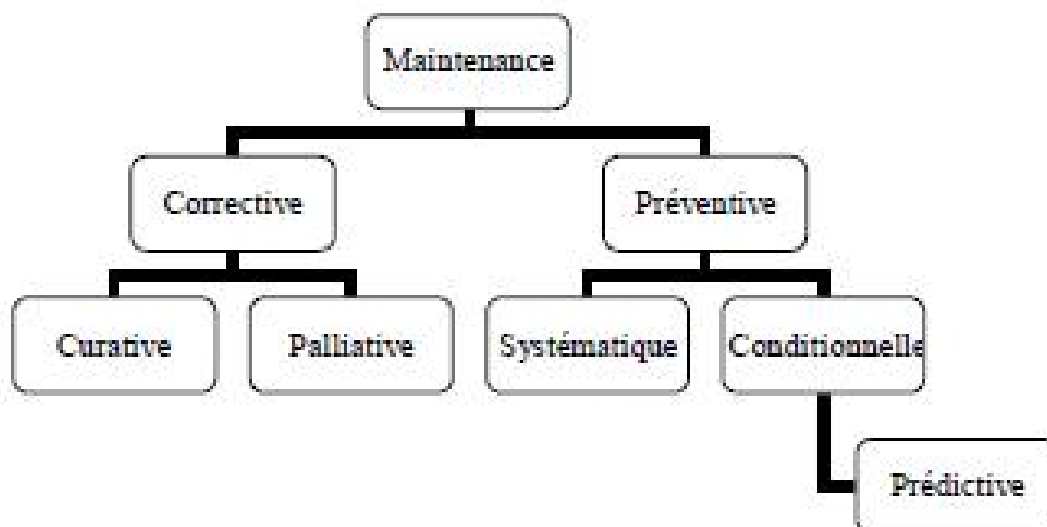 Maintenance
Corrective
Préventive
Curative
Palliative
Systématique
Conditionnelle
Prédictive